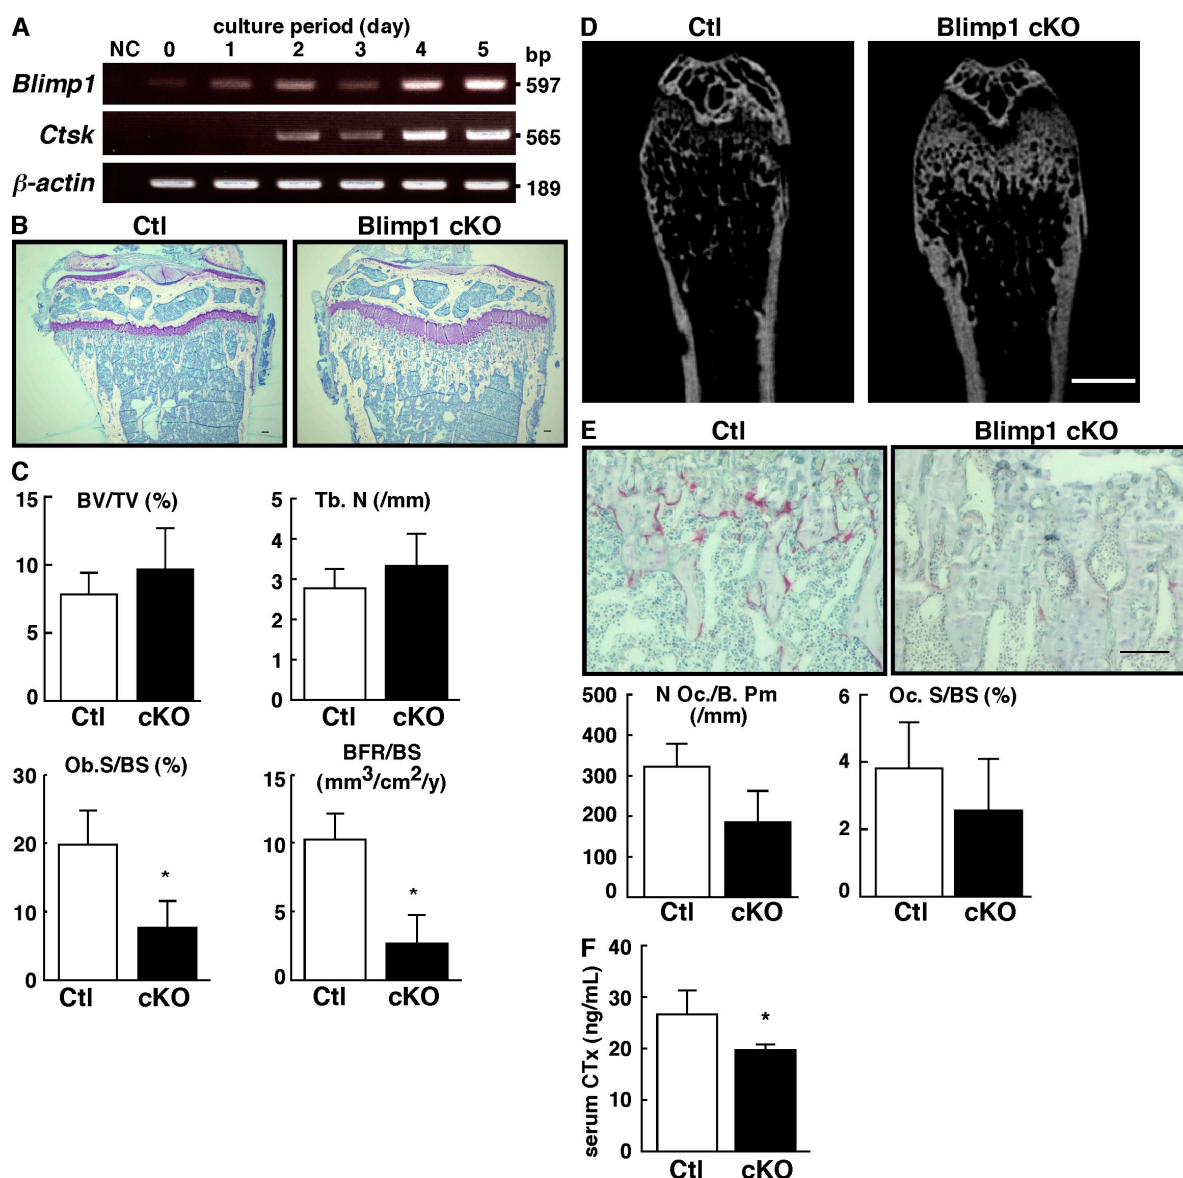 A
culture period (day)
NC 0 1 2 3 4 5 bp
Blimp1 597
Ctsk 565
β-actin 189
B
Ctl Blimp1 cKO
C
BV/TV (%)
15
10
5
0
Ctl cKO
Tb. N (/mm)
5
4
3
2
1
0
Ctl cKO
Ob.S/BS (%)
30
20
10
0
*
Ctl cKO
BFR/BS
(mm3/cm2/y)
15
10
5
0
*
Ctl cKO
D
Ctl Blimp1 cKO
E
Ctl Blimp1 cKO
N Oc./B. Pm
(/mm)
500
400
300
200
100
0
Ctl cKO
Oc. S/BS (%)
6
4
2
0
Ctl cKO
F
serum CTx (ng/mL)
40
30
20
10
0
*
Ctl cKO